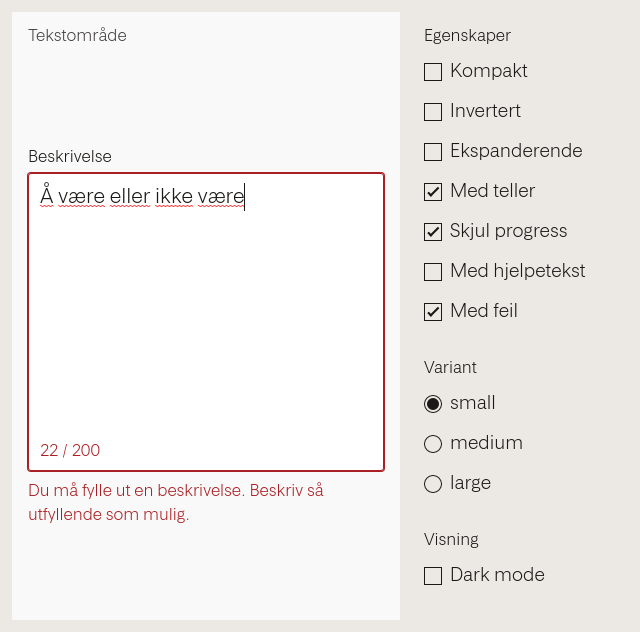 Tekstområde
Beskrivelse
Å være eller ikke være
22 / 200
Du må fylle ut en beskrivelse. Beskriv så
utfyllende som mulig.
Egenskaper
Kompakt
Invertert
Ekspanderende
Med teller
Skjul progress
Med hjelpetekst
Med feil
Variant
small
medium
large
Visning
Dark mode